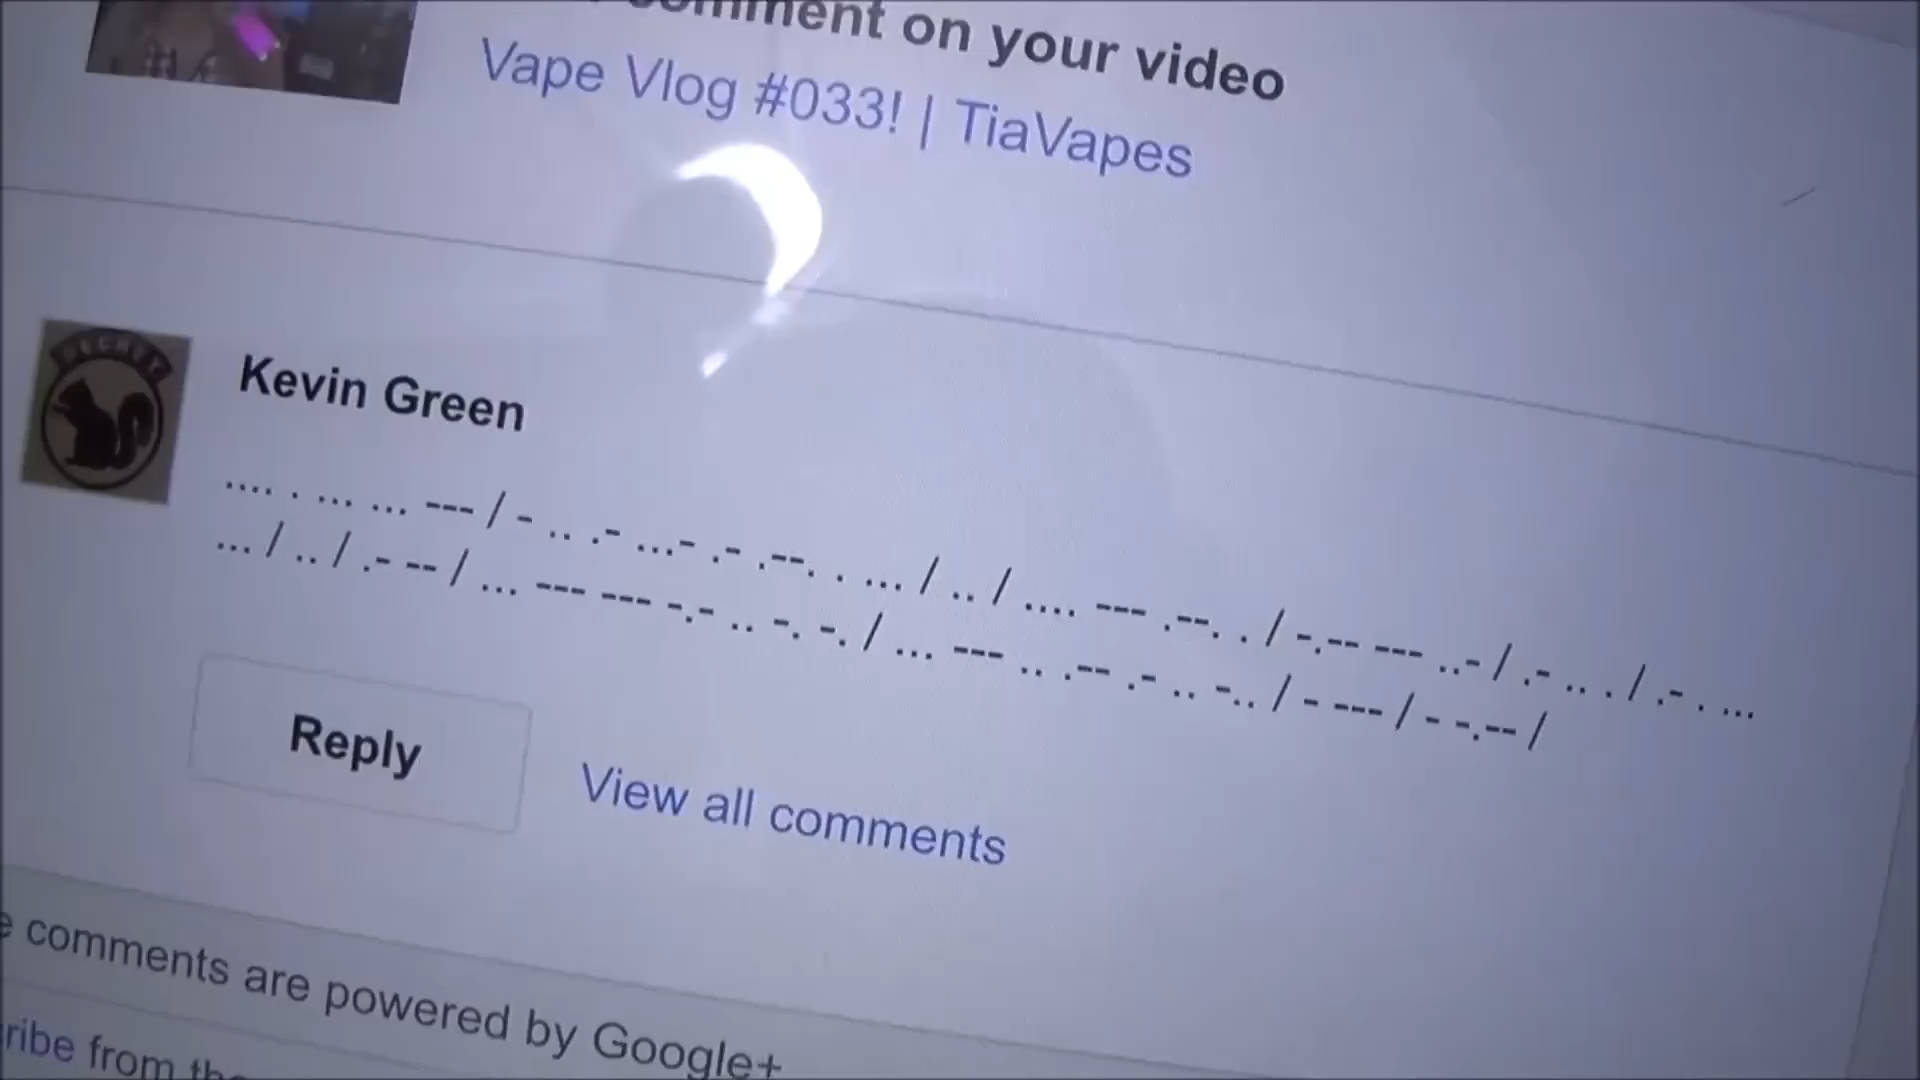 comment on your video
Vape Vlog #033! | TiaVapes
Kevin Green
.... . ... ... --- / - .. .- ...- .- .--. . ... / .. / .... --- .--. . / -.-- --- ..- / .- .. . / .- . ...
... / .. / .- -- / ... --- --- -.- .. -. -. / ... --- .. .-- .- .. -.. / - --- / - -.-- /
Reply
View all comments
comments are powered by Google+
from